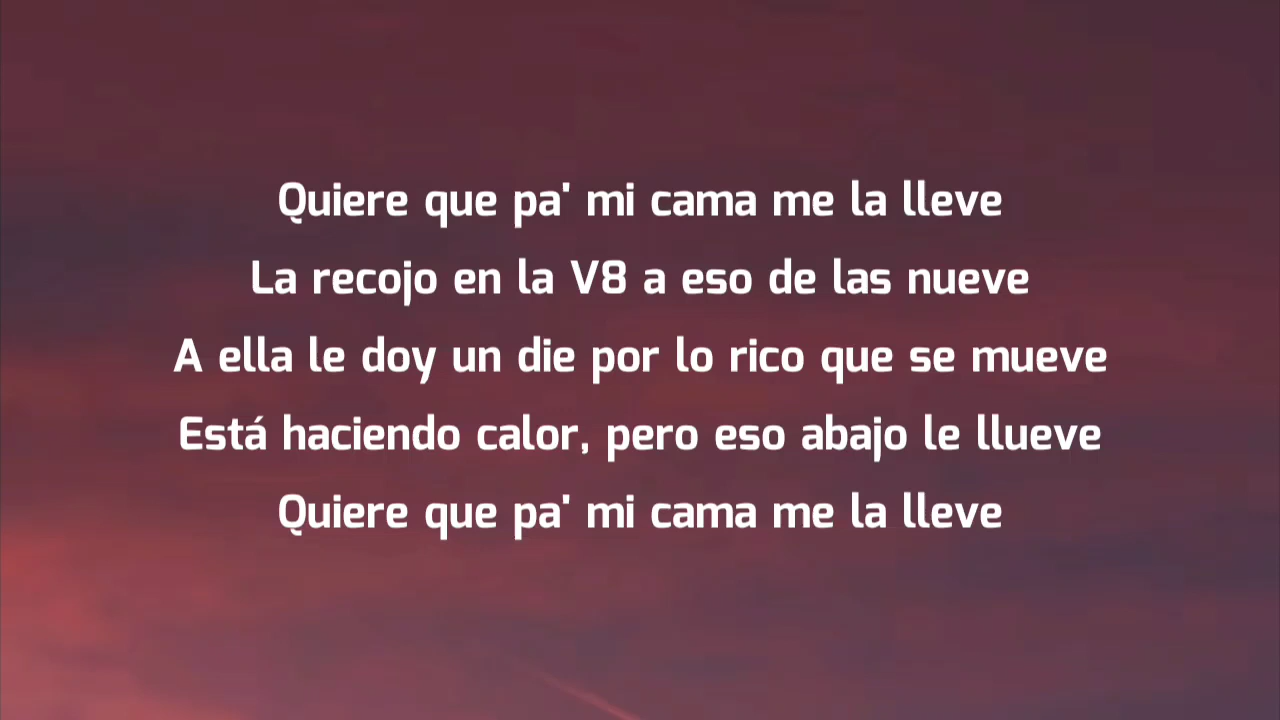 Quiere que pa' mi cama me la lleve
La recojo en la V8 a eso de las nueve
A ella le doy un die por lo rico que se mueve
Está haciendo calor, pero eso abajo le llueve
Quiere que pa' mi cama me la lleve